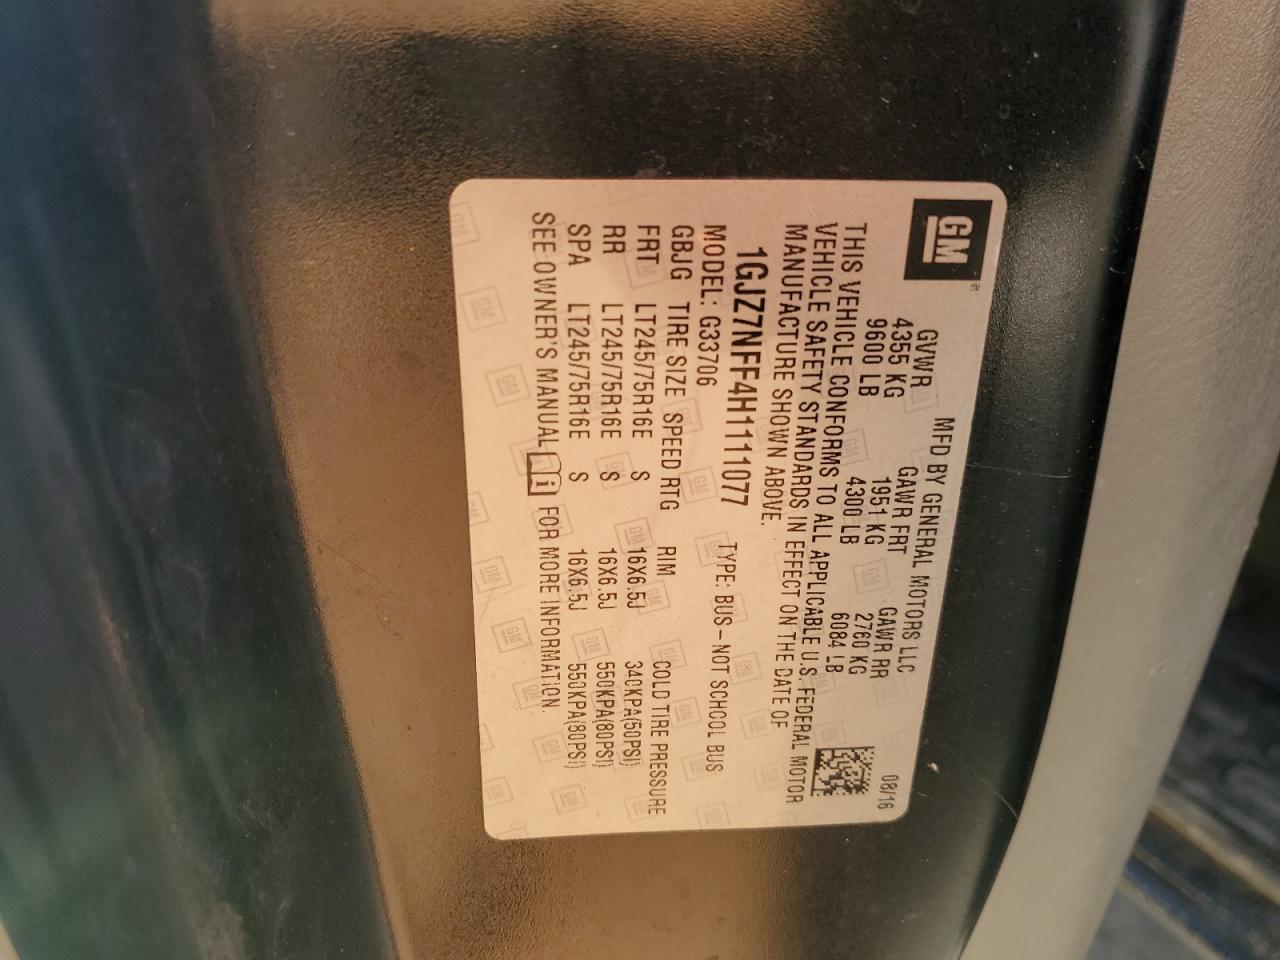 GM
MFD BY GENERAL MOTORS LLC 08/16
GVWR GAWR FRT GAWR RR
4355 KG 1951 KG 2760 KG
9600 LB 4300 LB 6084 LB
THIS VEHICLE CONFORMS TO ALL APPLICABLE U.S. FEDERAL MOTOR
VEHICLE SAFETY STANDARDS IN EFFECT ON THE DATE OF
MANUFACTURE SHOWN ABOVE.
1GJZ7NFF4H1111077 TYPE: BUS – NOT SCHOOL BUS
MODEL: G33706
GBJG TIRE SIZE SPEED RTG RIM COLD TIRE PRESSURE
FRT LT245/75R16E S 16X6.5J 340KPA(50PSI)
RR LT245/75R16E S 16X6.5J 550KPA(80PSI)
SPA LT245/75R16E S 16X6.5J 550KPA(80PSI)
SEE OWNER'S MANUAL i FOR MORE INFORMATION.